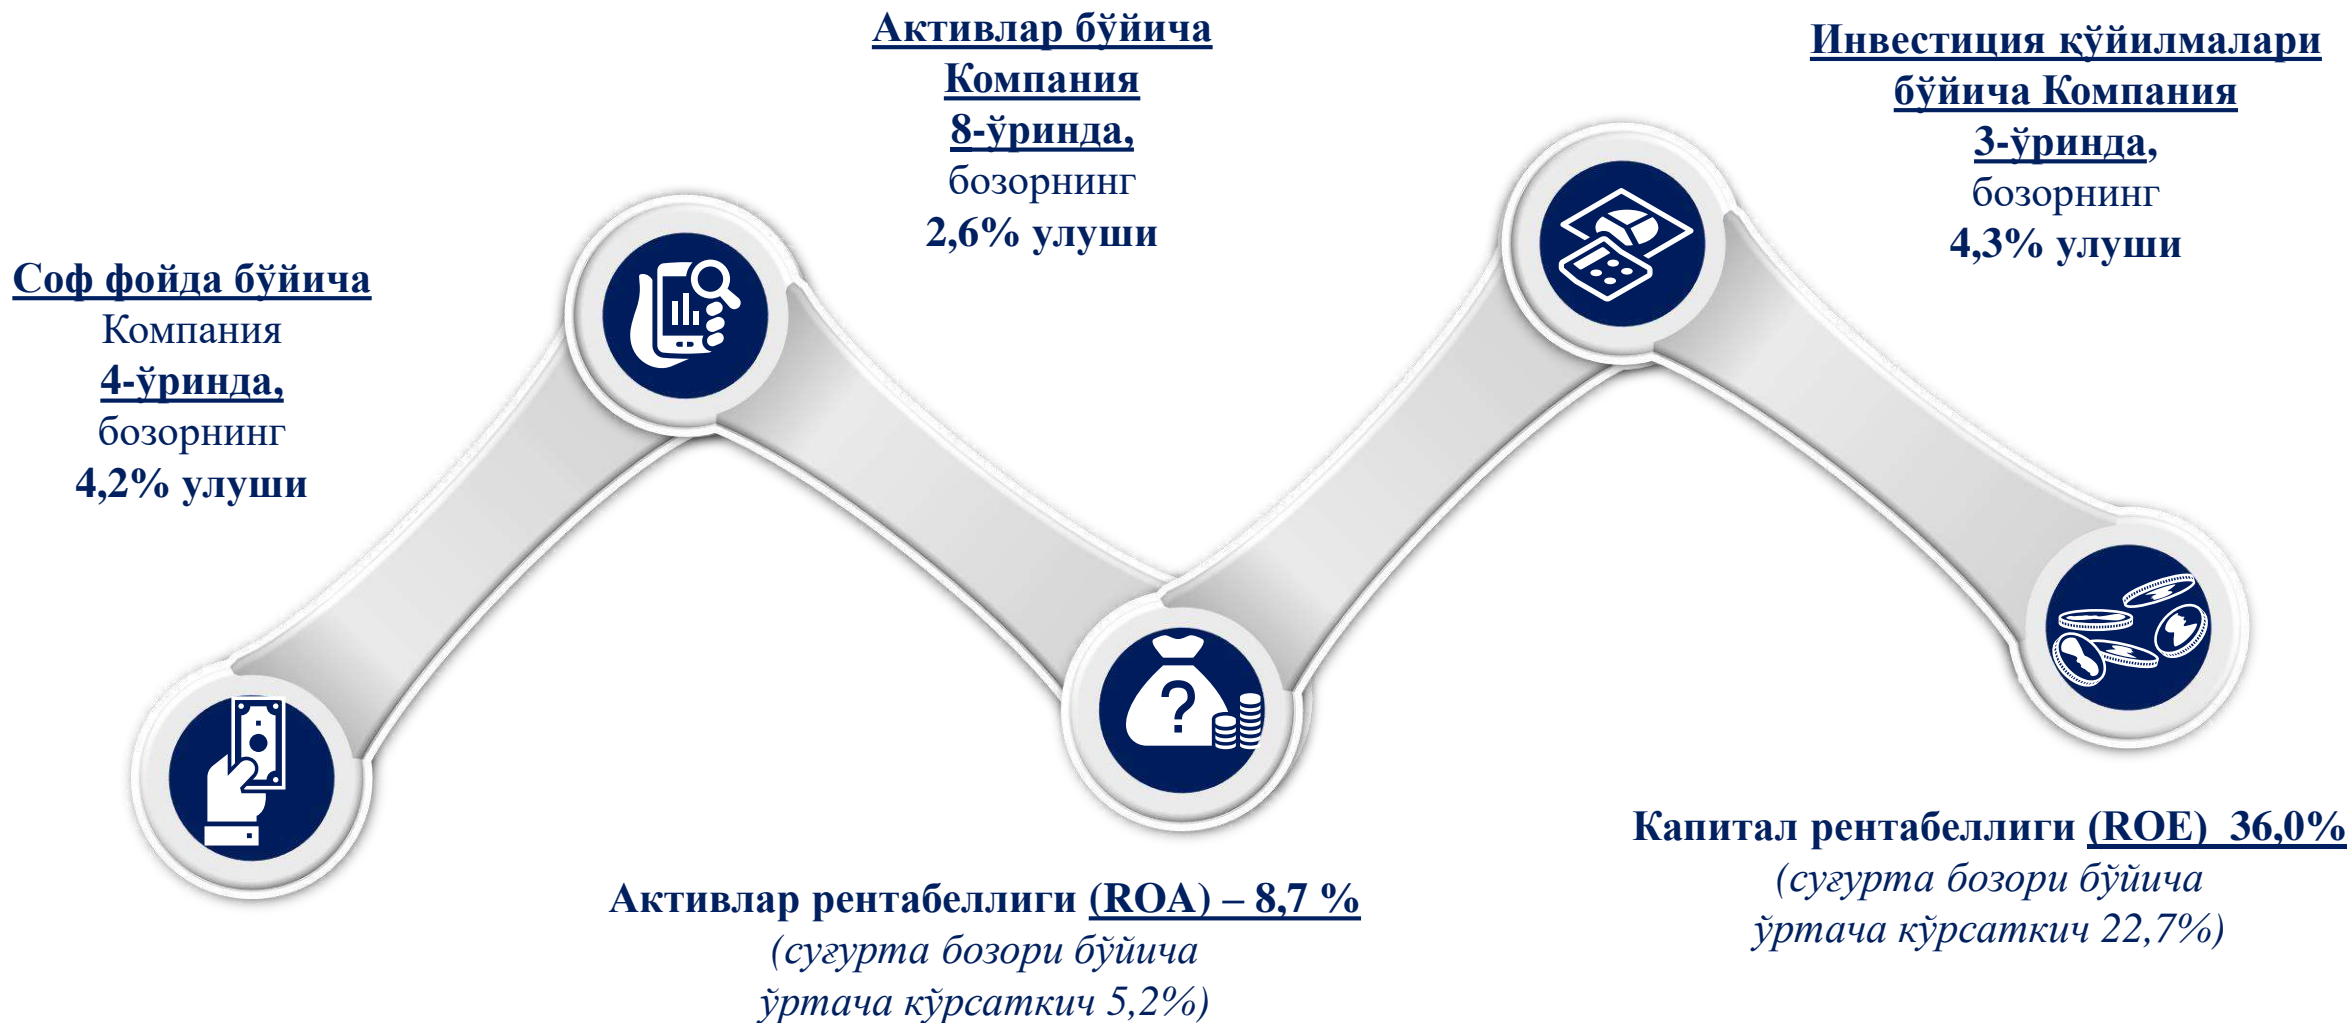 Соф фойда бўйича
Компания
4-ўринда,
бозорнинг
4,2% улуши
Активлар бўйича
Компания
8-ўринда,
бозорнинг
2,6% улуши
Инвестиция қўйилмалари
бўйича Компания
3-ўринда,
бозорнинг
4,3% улуши
Активлар рентабеллиги (ROA) – 8,7 %
(суғурта бозори бўйича
ўртача кўрсаткич 5,2%)
Капитал рентабеллиги (ROE) 36,0%
(суғурта бозори бўйича
ўртача кўрсаткич 22,7%)